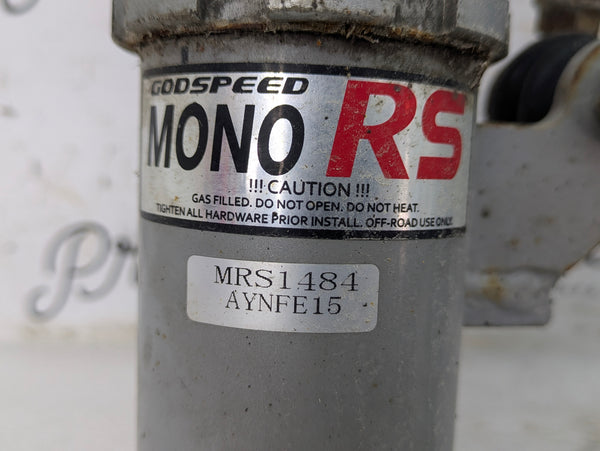 GODSPEED
MONO RS
!!! CAUTION !!!
GAS FILLED. DO NOT OPEN. DO NOT HEAT.
TIGHTEN ALL HARDWARE PRIOR INSTALL. OFF-ROAD USE ONLY.
MRS1484
AYNFE15